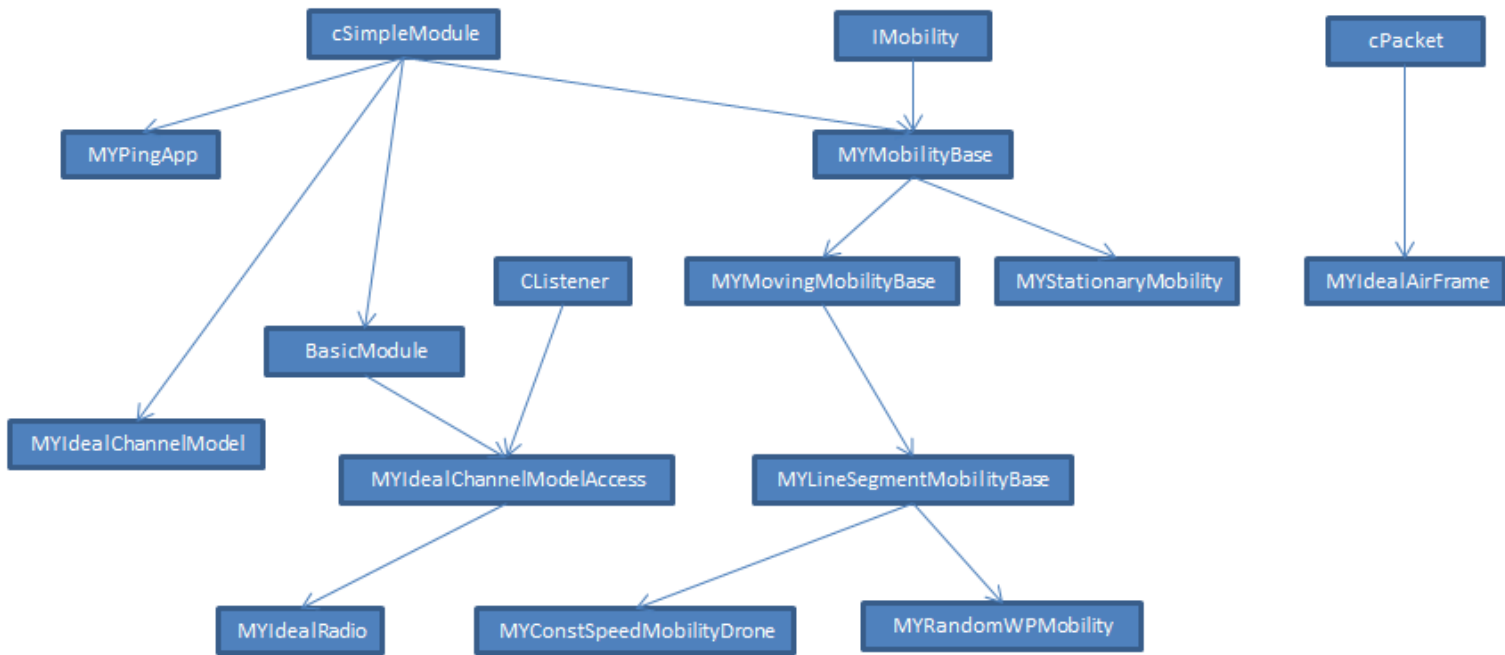 cSimpleModule
IMobility
cPacket
MYPingApp
MYMobilityBase
CListener
MYMovingMobilityBase
MYStationaryMobility
MYIdealAirFrame
BasicModule
MYIdealChannelModel
MYIdealChannelModelAccess
MYLineSegmentMobilityBase
MYIdealRadio
MYConstSpeedMobilityDrone
MYRandomWPMobility